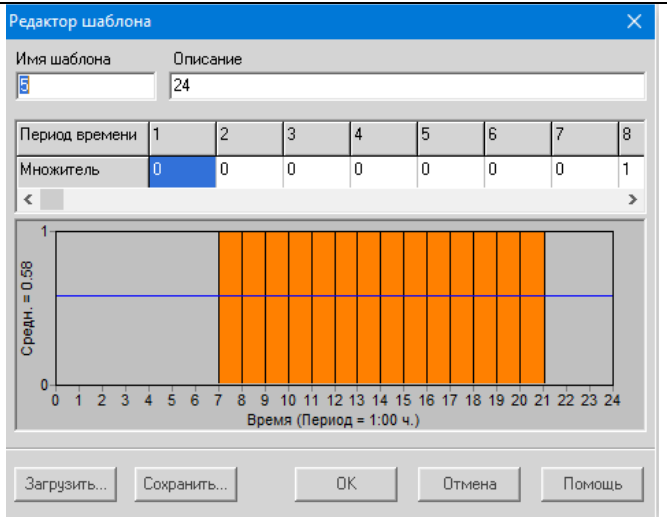 Редактор шаблона
Имя шаблона Описание
5 24
Период времени 1 2 3 4 5 6 7 8
Множитель 0 0 0 0 0 0 0 1
1
Средн. = 0.58
0
0 1 2 3 4 5 6 7 8 9 10 11 12 13 14 15 16 17 18 19 20 21 22 23 24
Время (Период = 1:00 ч.)
Загрузить... Сохранить... OK Отмена Помощь